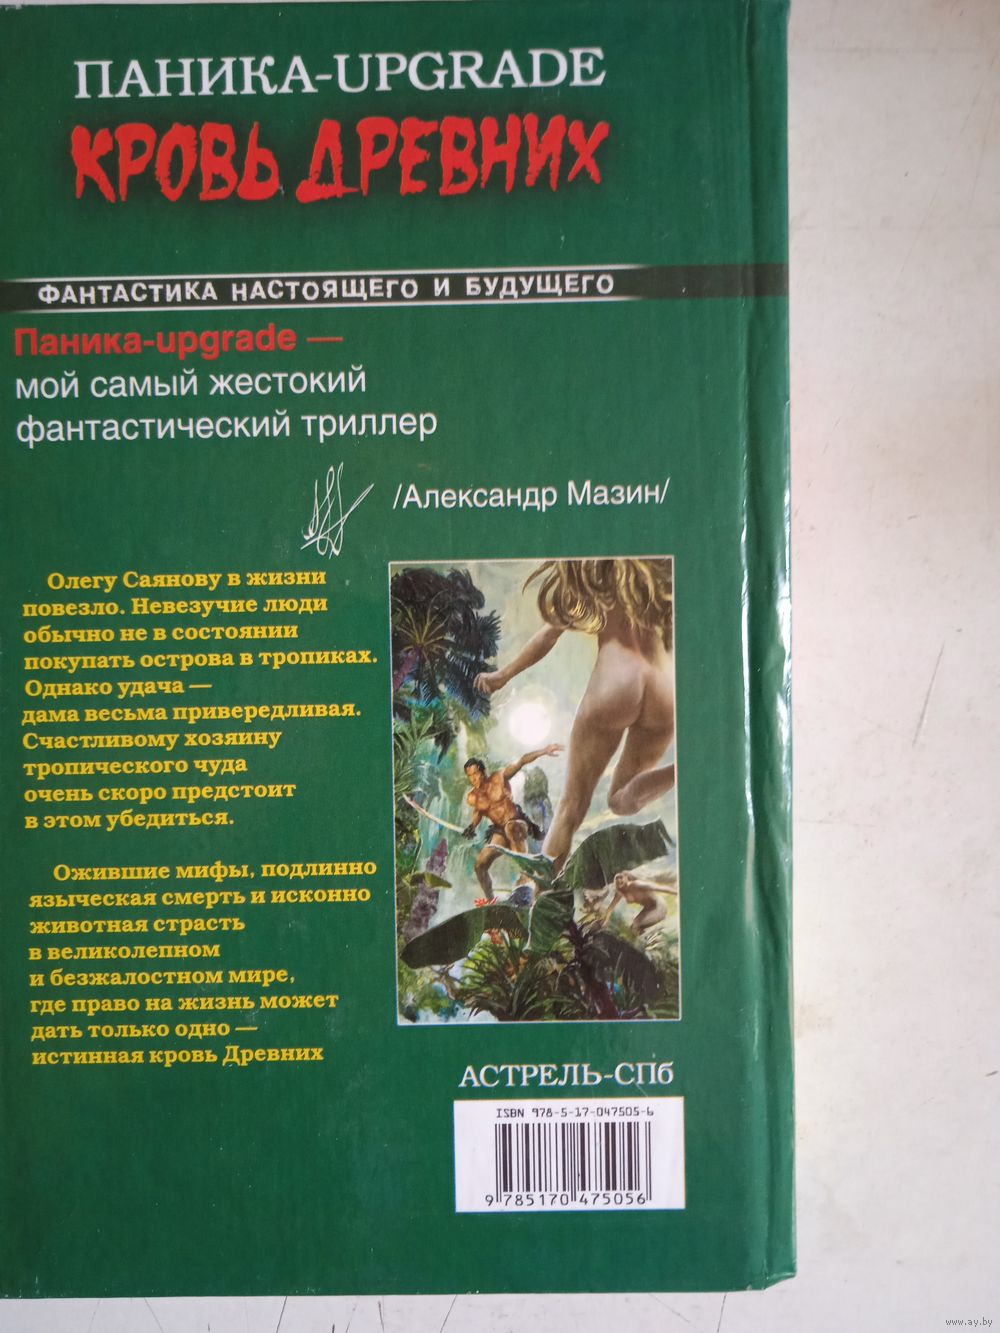 ПАНИКА-UPGRADE
КРОВЬ ДРЕВНИХ
ФАНТАСТИКА НАСТОЯЩЕГО И БУДУЩЕГО
Паника-upgrade —
мой самый жестокий
фантастический триллер
/Александр Мазин/
Олегу Саянову в жизни
повезло. Невезучие люди
обычно не в состоянии
покупать острова в тропиках.
Однако удача —
дама весьма привередливая.
Счастливому хозяину
тропического чуда
очень скоро предстоит
в этом убедиться.
Ожившие мифы, подлинно
языческая смерть и исконно
животная страсть
в великолепном
и безжалостном мире,
где право на жизнь может
дать только одно —
истинная кровь Древних
АСТРЕЛЬ-СПб
ISBN 978-5-17-047505-6
9 785170 475056
www.ay.by